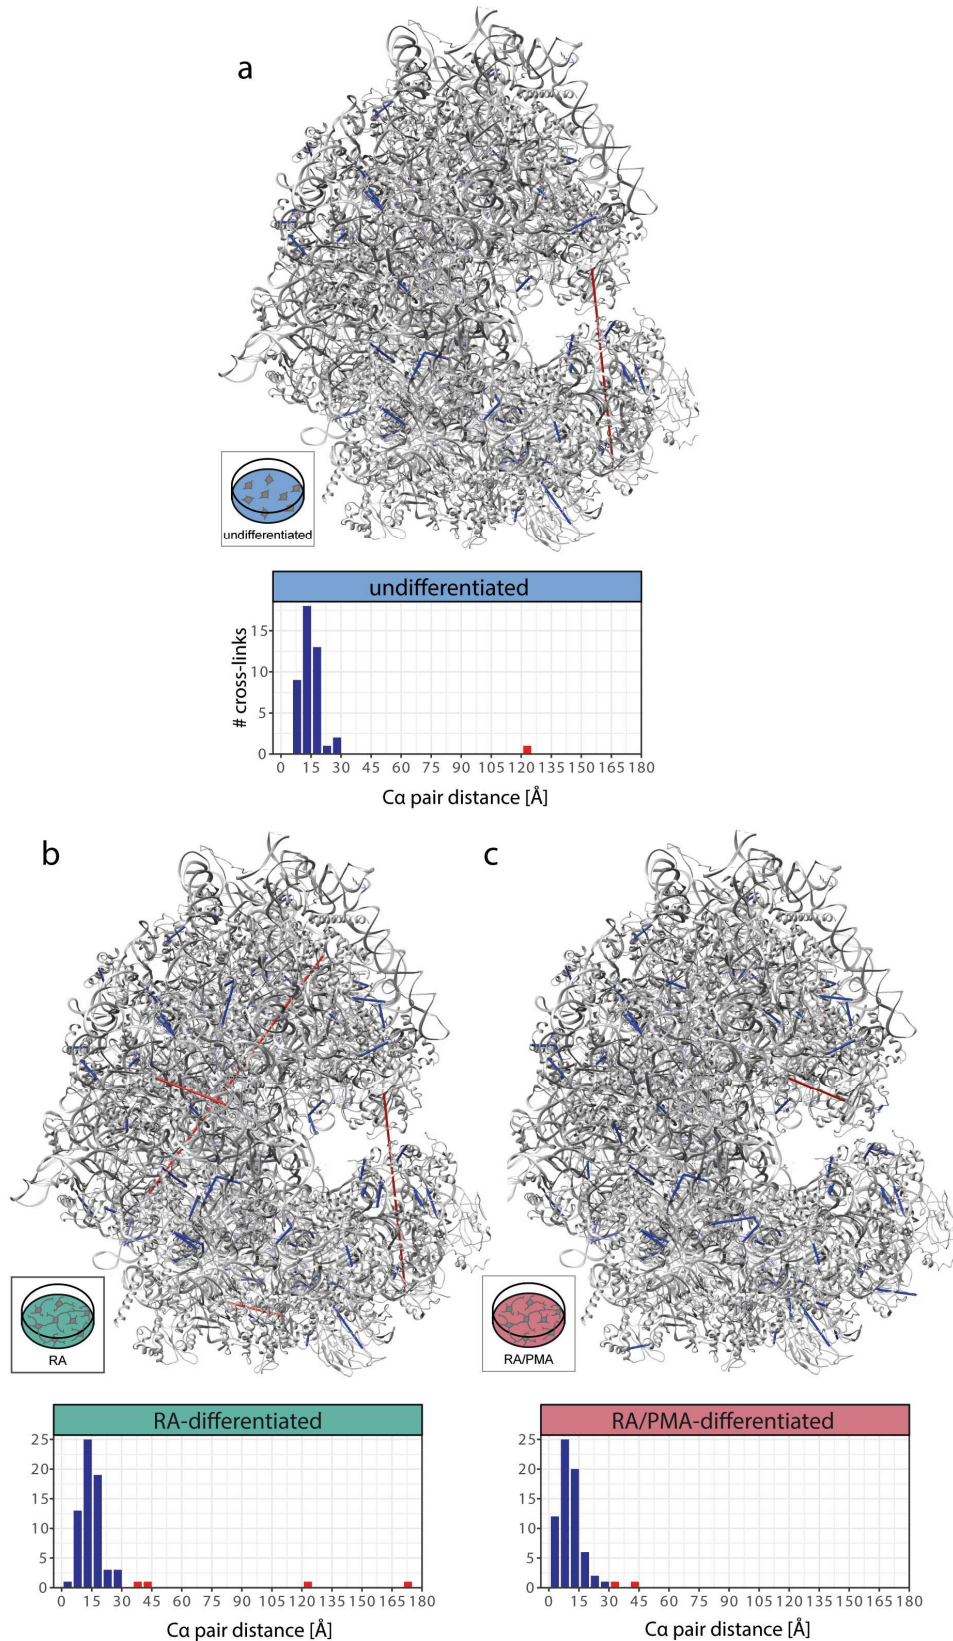 a
undifferentiated
undifferentiated
# cross-links
15
10
5
0
0 15 30 45 60 75 90 105 120 135 150 165 180
Cα pair distance [Å]
b
c
RA
RA/PMA
RA-differentiated
25
20
15
10
5
0
0 15 30 45 60 75 90 105 120 135 150 165 180
Cα pair distance [Å]
RA/PMA-differentiated
25
20
15
10
5
0
0 15 30 45 60 75 90 105 120 135 150 165 180
Cα pair distance [Å]